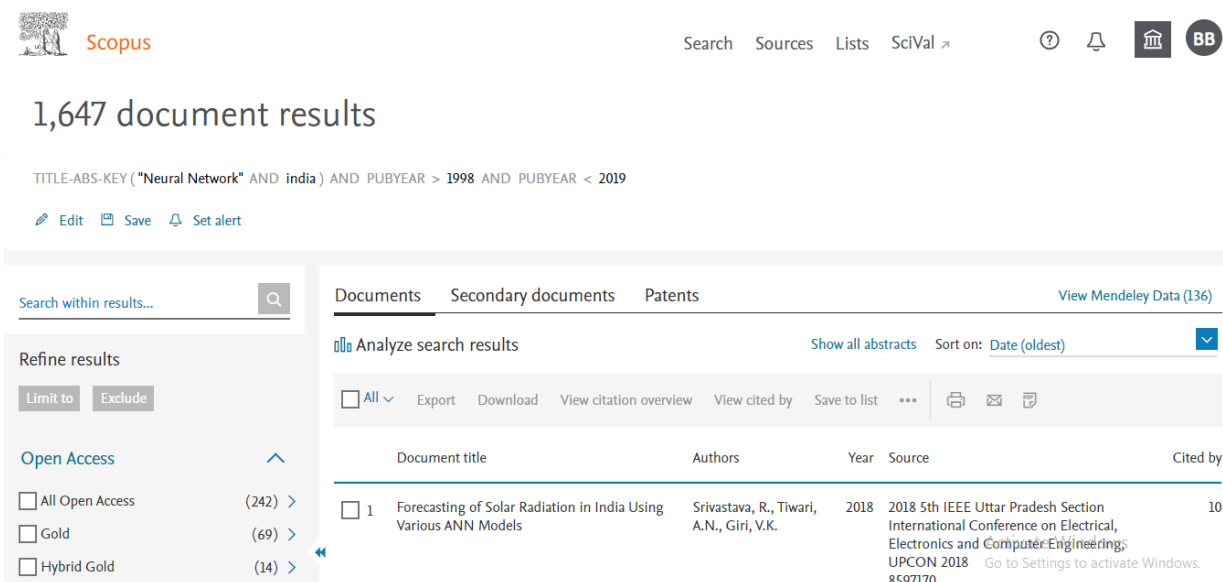 Scopus
Search Sources Lists SciVal
BB
1,647 document results
TITLE-ABS-KEY ( "Neural Network" AND india ) AND PUBYEAR > 1998 AND PUBYEAR < 2019
Edit Save Set alert
Search within results...
Refine results
Limit to Exclude
Open Access
All Open Access (242)
Gold (69)
Hybrid Gold (14)
Documents Secondary documents Patents View Mendeley Data (136)
Analyze search results Show all abstracts Sort on: Date (oldest)
All Export Download View citation overview View cited by Save to list •••
Document title Authors Year Source Cited by
1 Forecasting of Solar Radiation in India Using Srivastava, R., Tiwari, 2018 2018 5th IEEE Uttar Pradesh Section 10
Various ANN Models A.N., Giri, V.K. International Conference on Electrical,
Electronics and Computer Engineering,
UPCON 2018
8597170
Activate Windows
Go to Settings to activate Windows.